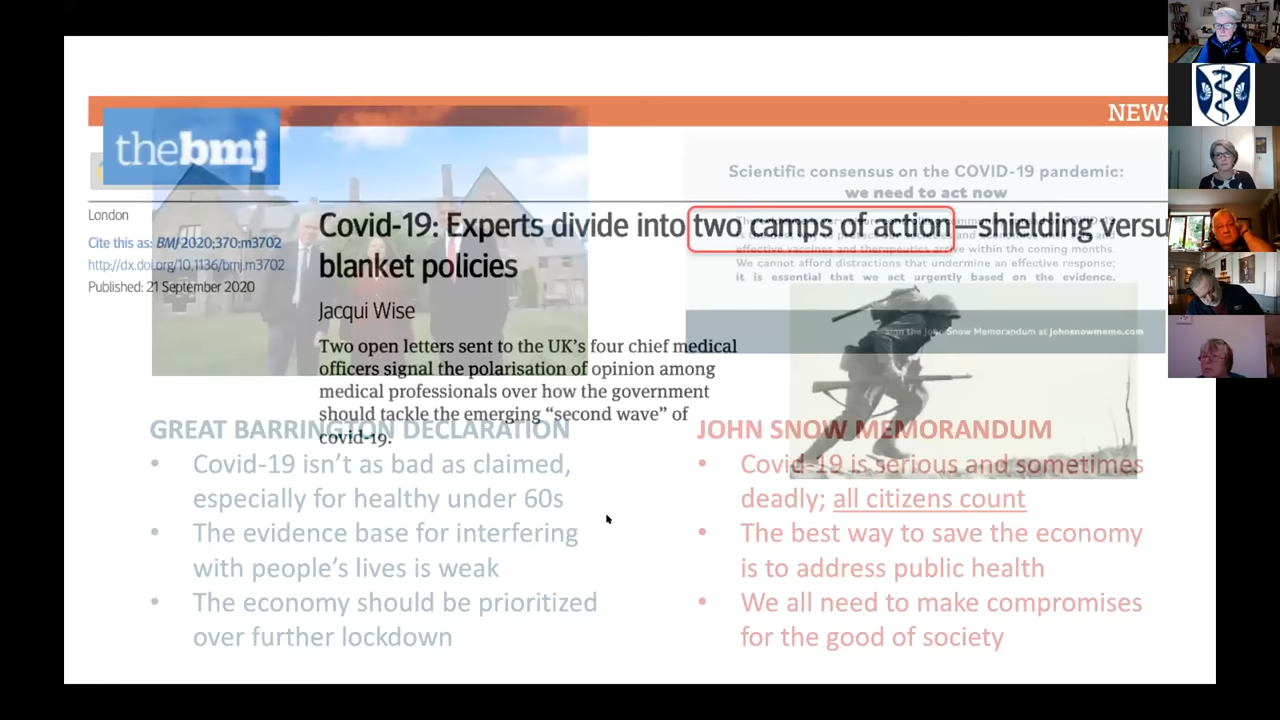 NEWS
thebmj
Scientific consensus on the COVID-19 pandemic:
we need to act now
London
Cite this as: BMJ 2020;370:m3702
http://dx.doi.org/10.1136/bmj.m3702
Published: 21 September 2020
Covid-19: Experts divide into two camps of action—shielding versu
blanket policies
Jacqui Wise
effective vaccines and therapeutics arrive within the coming months.
We cannot afford distractions that undermine an effective response;
it is essential that we act urgently based on the evidence.
sign the John Snow Memorandum at johnsnowmemo.com
Two open letters sent to the UK's four chief medical
officers signal the polarisation of opinion among
medical professionals over how the government
should tackle the emerging “second wave” of
covid-19.
GREAT BARRINGTON DECLARATION
• Covid-19 isn't as bad as claimed,
especially for healthy under 60s
• The evidence base for interfering
with people's lives is weak
• The economy should be prioritized
over further lockdown
JOHN SNOW MEMORANDUM
• Covid-19 is serious and sometimes
deadly; all citizens count
• The best way to save the economy
is to address public health
• We all need to make compromises
for the good of society